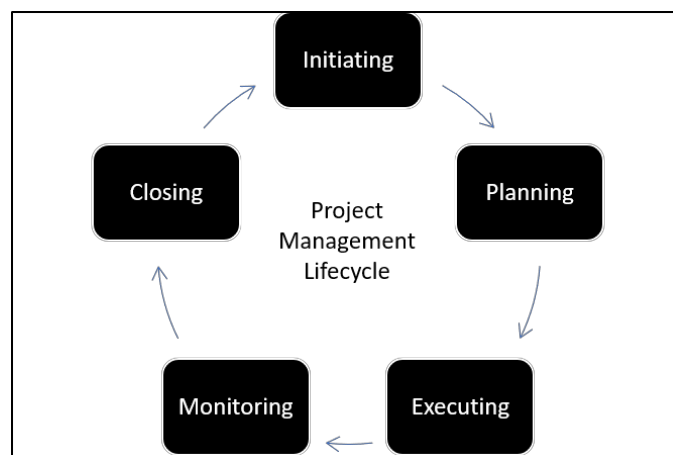 Initiating
Planning
Executing
Monitoring
Closing
Project
Management
Lifecycle